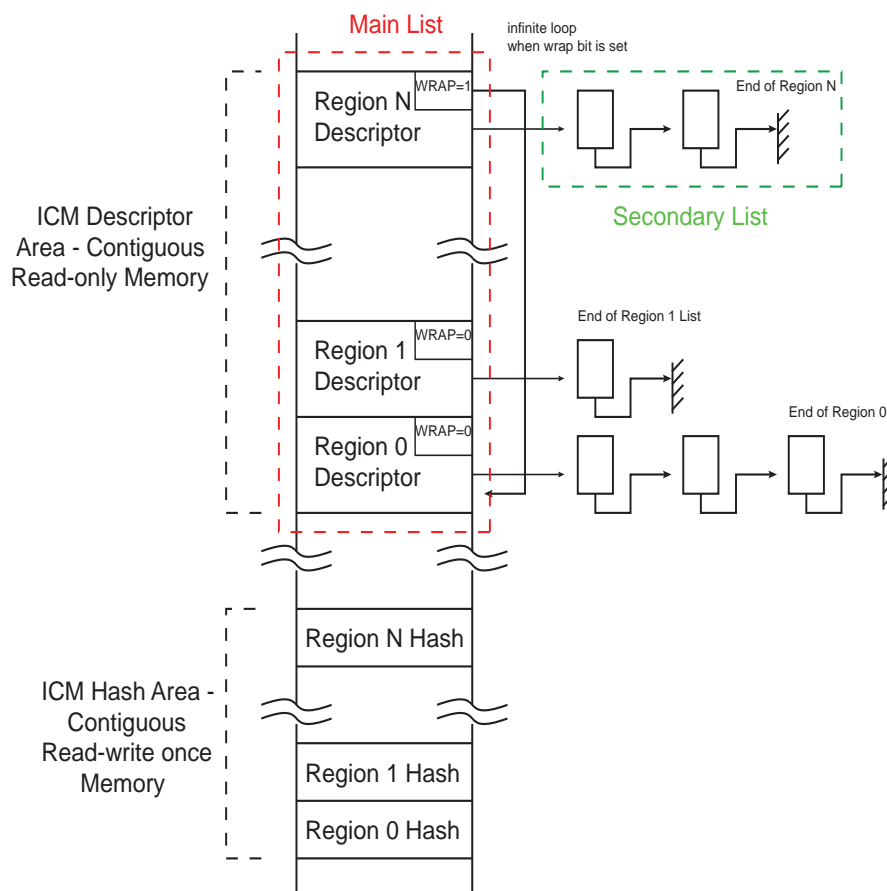 Main List
infinite loop
when wrap bit is set
WRAP=1
Region N
Descriptor
End of Region N
Secondary List
ICM Descriptor
Area - Contiguous
Read-only Memory
End of Region 1 List
WRAP=0
Region 1
Descriptor
End of Region 0
WRAP=0
Region 0
Descriptor
Region N Hash
ICM Hash Area -
Contiguous
Read-write once
Memory
Region 1 Hash
Region 0 Hash